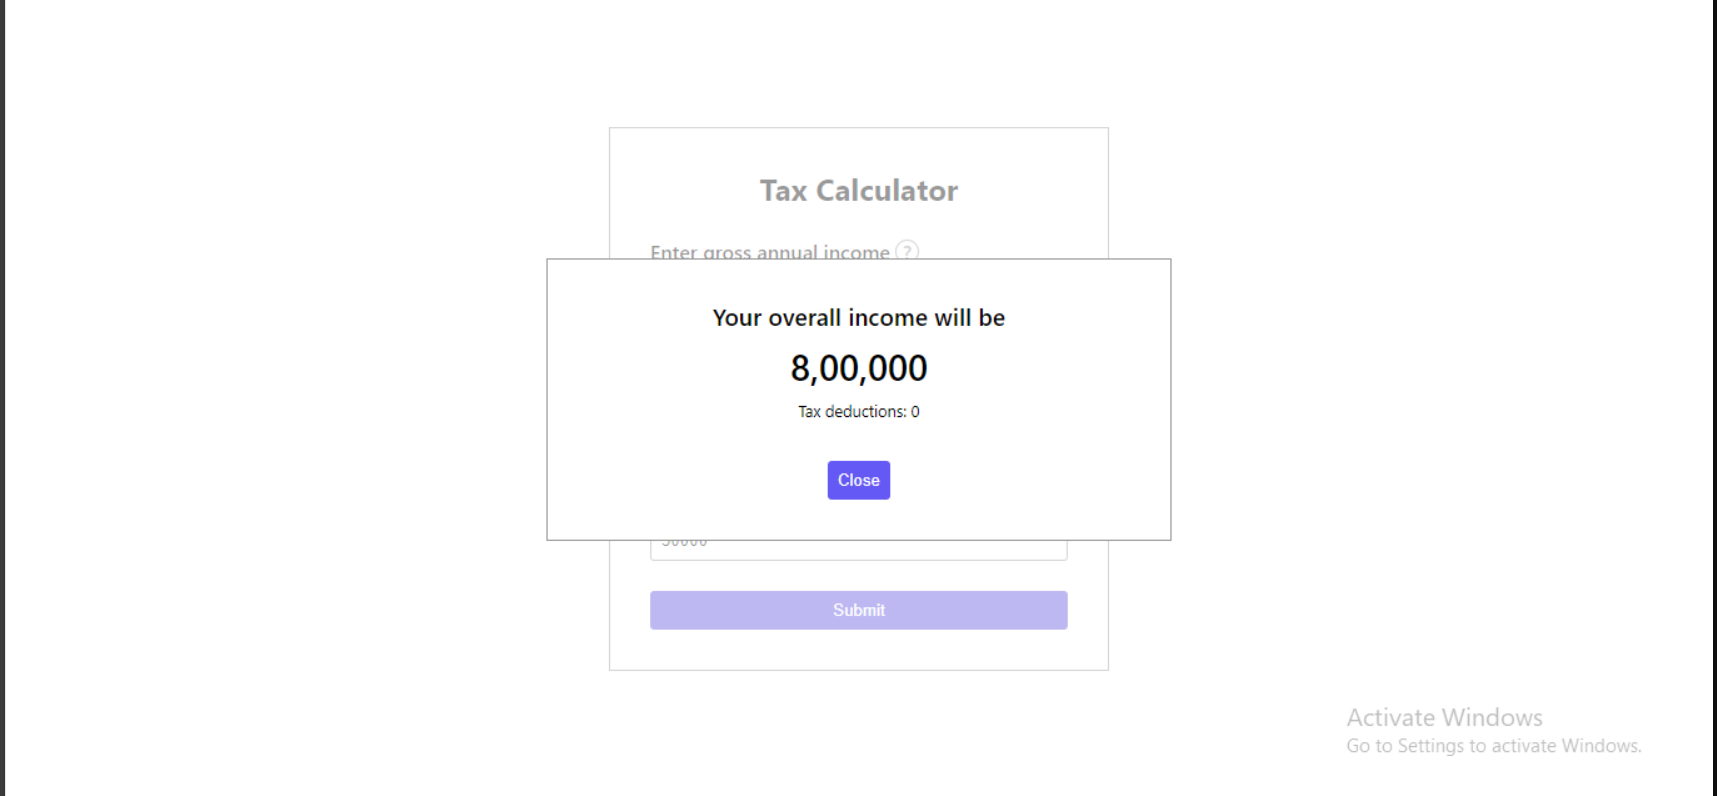 Tax Calculator
Enter gross annual income ?
Your overall income will be
8,00,000
Tax deductions: 0
Close
Submit
Activate Windows
Go to Settings to activate Windows.